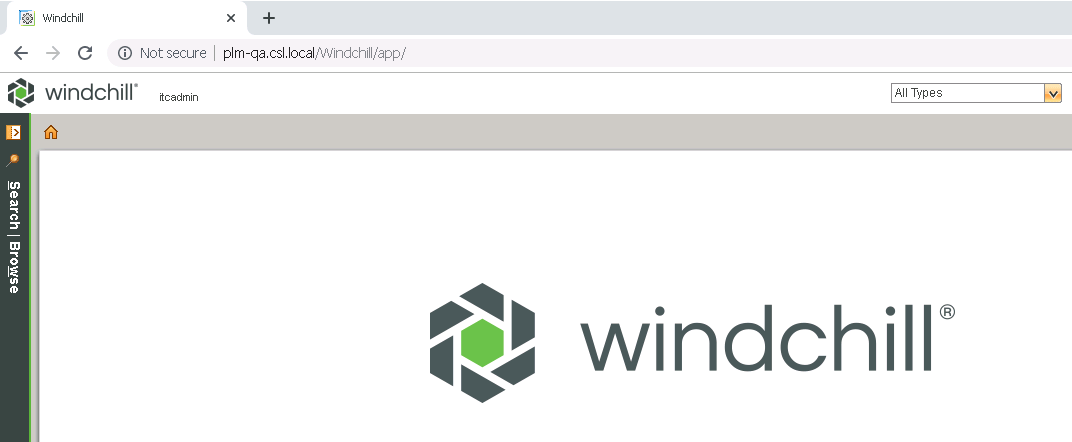 Windchill
Not secure | plm-qa.csl.local/Windchill/app/
windchill® itcadmin All Types
Search | Browse
windchill®